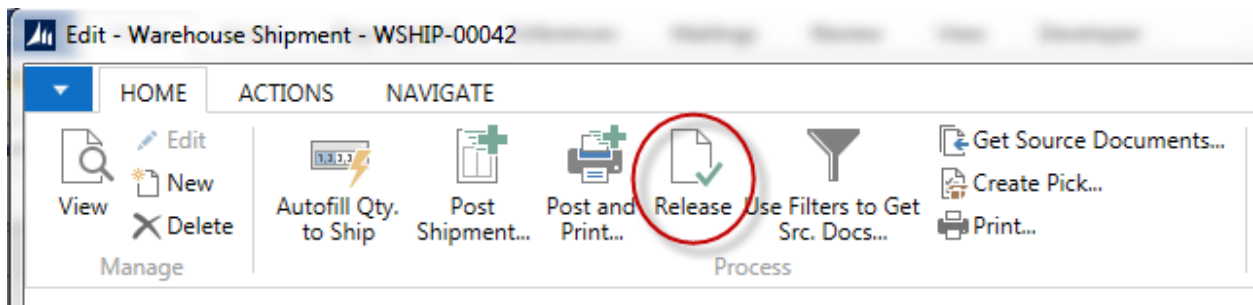 Edit - Warehouse Shipment - WSHIP-00042
HOME ACTIONS NAVIGATE
View
Edit
New
Delete
Manage
Autofill Qty.
to Ship
Post
Shipment...
Post and
Print...
Release
Use Filters to Get
Src. Docs...
Get Source Documents...
Create Pick...
Print...
Process